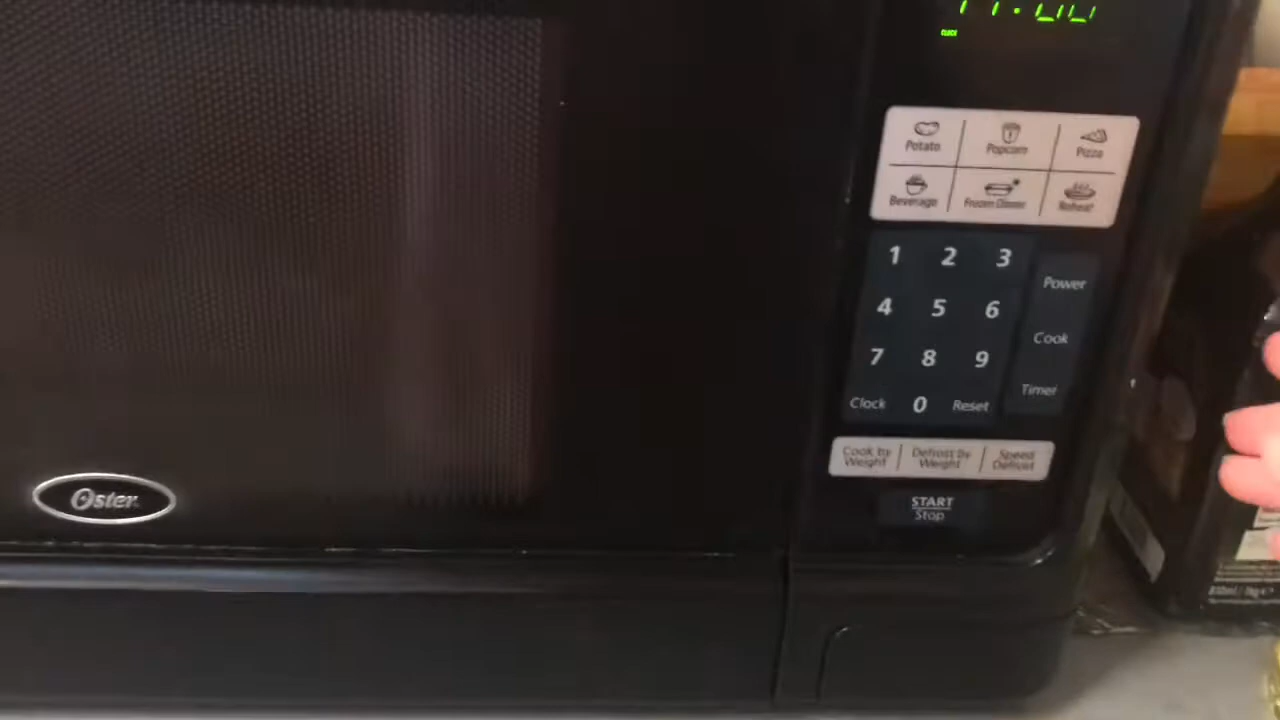 CLOCK
Potato Popcorn Pizza
Beverage Frozen Dinner Reheat
1 2 3
Power
4 5 6
Cook
7 8 9
Timer
Clock 0 Reset
Cook by Weight Defrost by Weight Speed Defrost
START
Stop
Oster